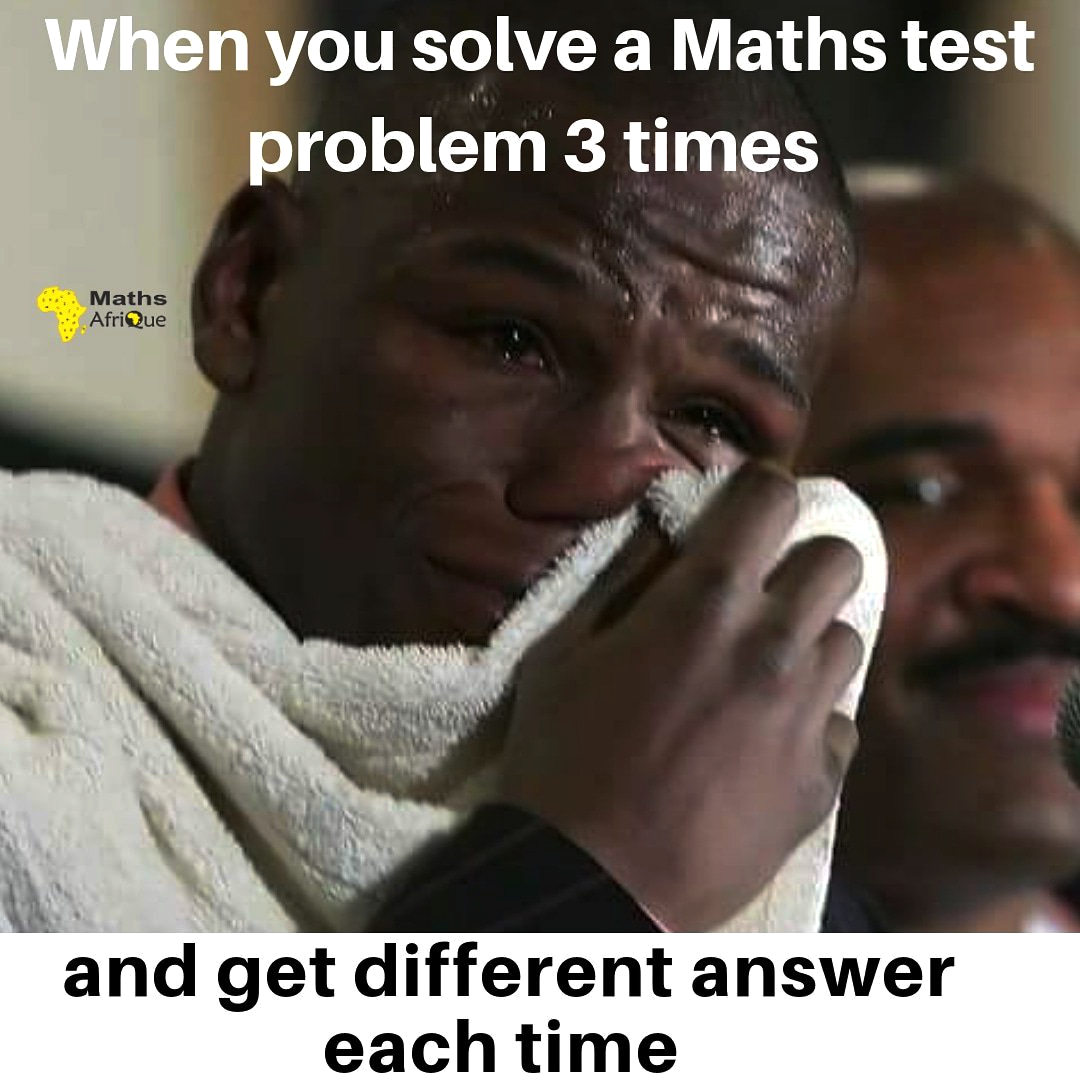 When you solve a Maths test
problem 3 times
Maths
AfriQue
and get different answer
each time